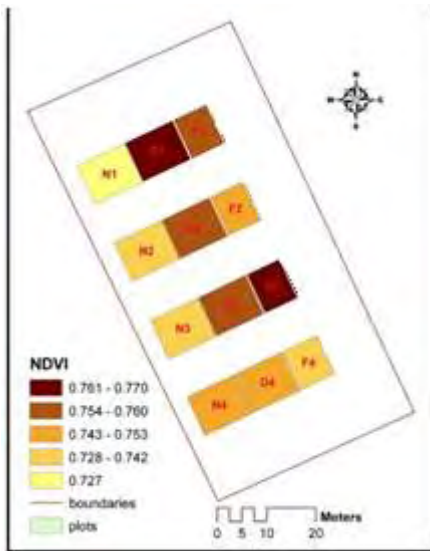 N
W E
S
N1
N2 F2
N3
N4 D4 F4
NDVI
0.761 - 0.770
0.754 - 0.760
0.743 - 0.753
0.728 - 0.742
0.727
boundaries
plots
Meters
0 5 10 20